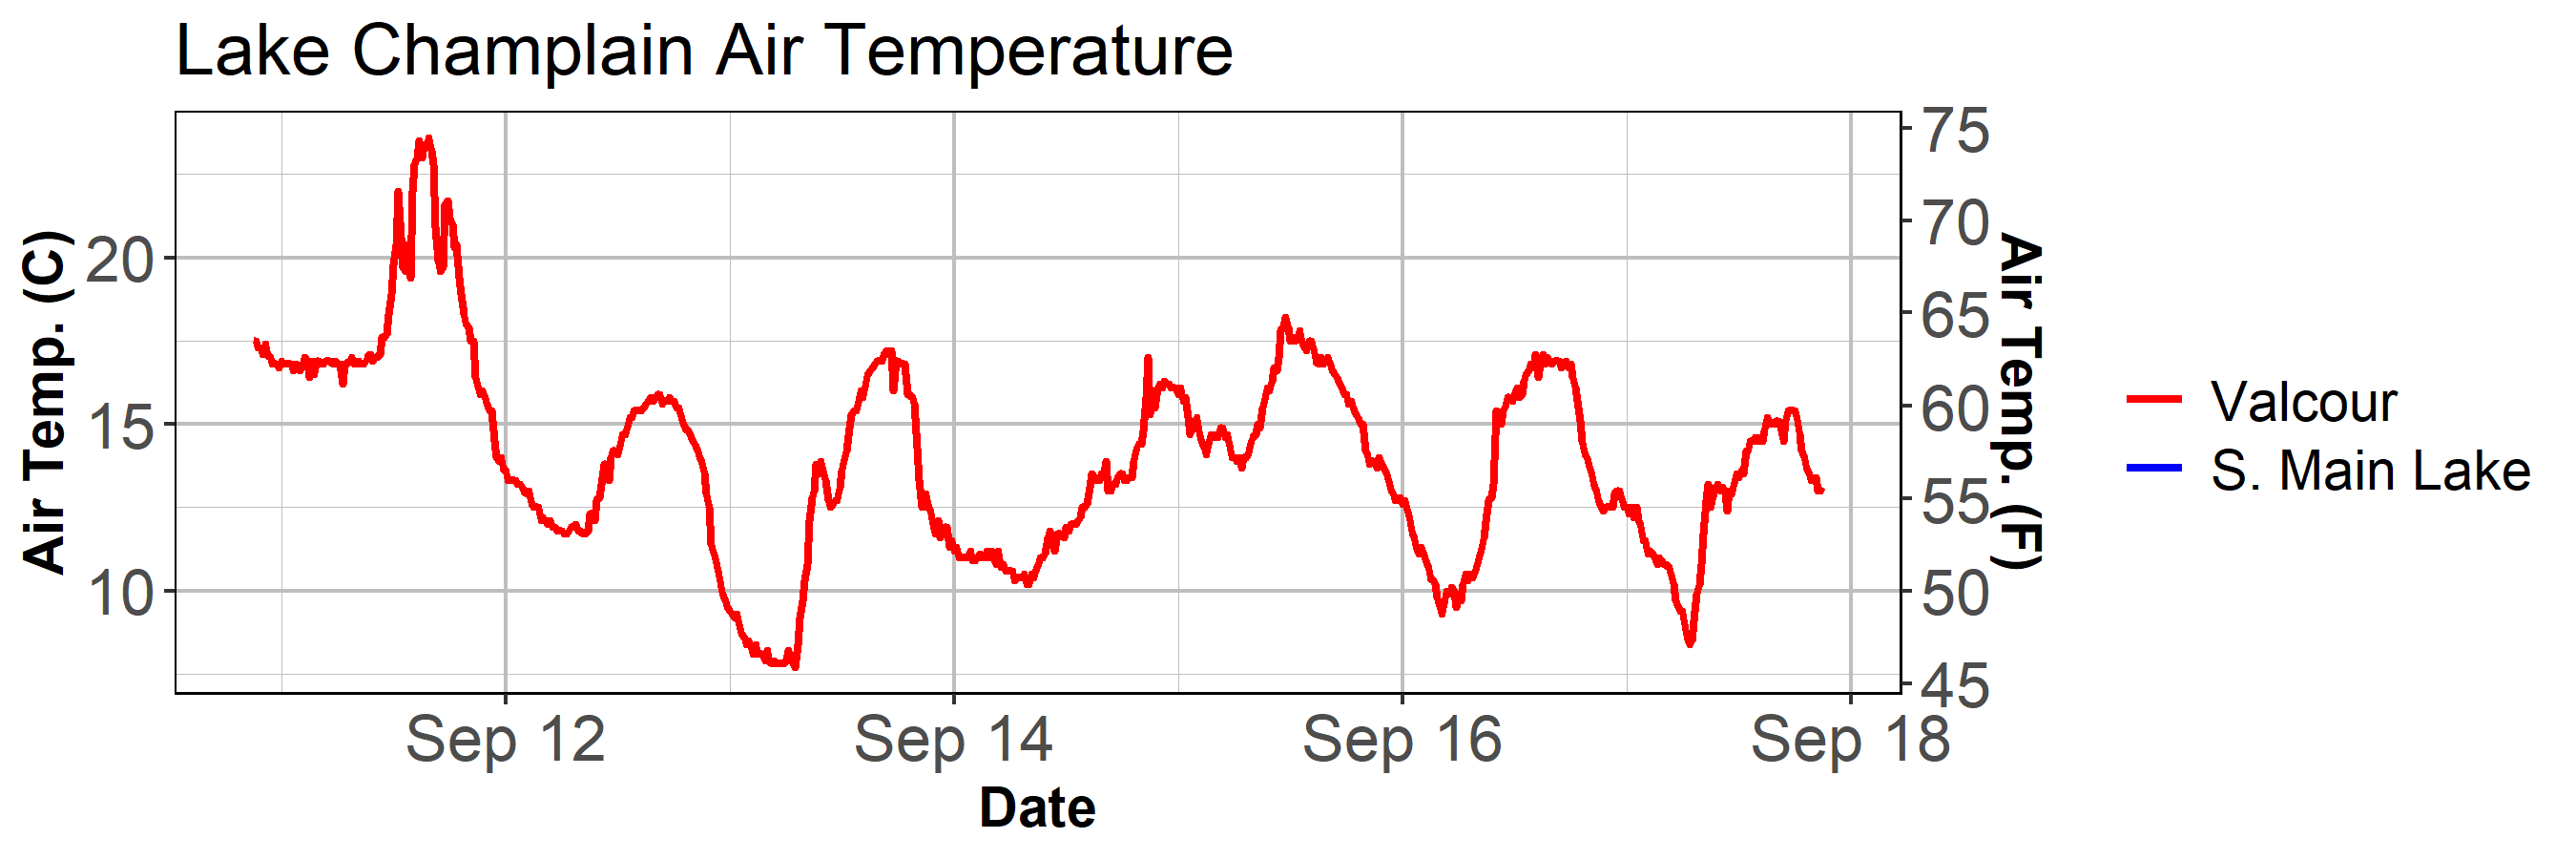 Lake Champlain Air Temperature
Air Temp. (C)
20
15
10
75
70
65
60
55
50
45
Air Temp. (F)
Sep 12
Sep 14
Sep 16
Sep 18
Date
Valcour
S. Main Lake